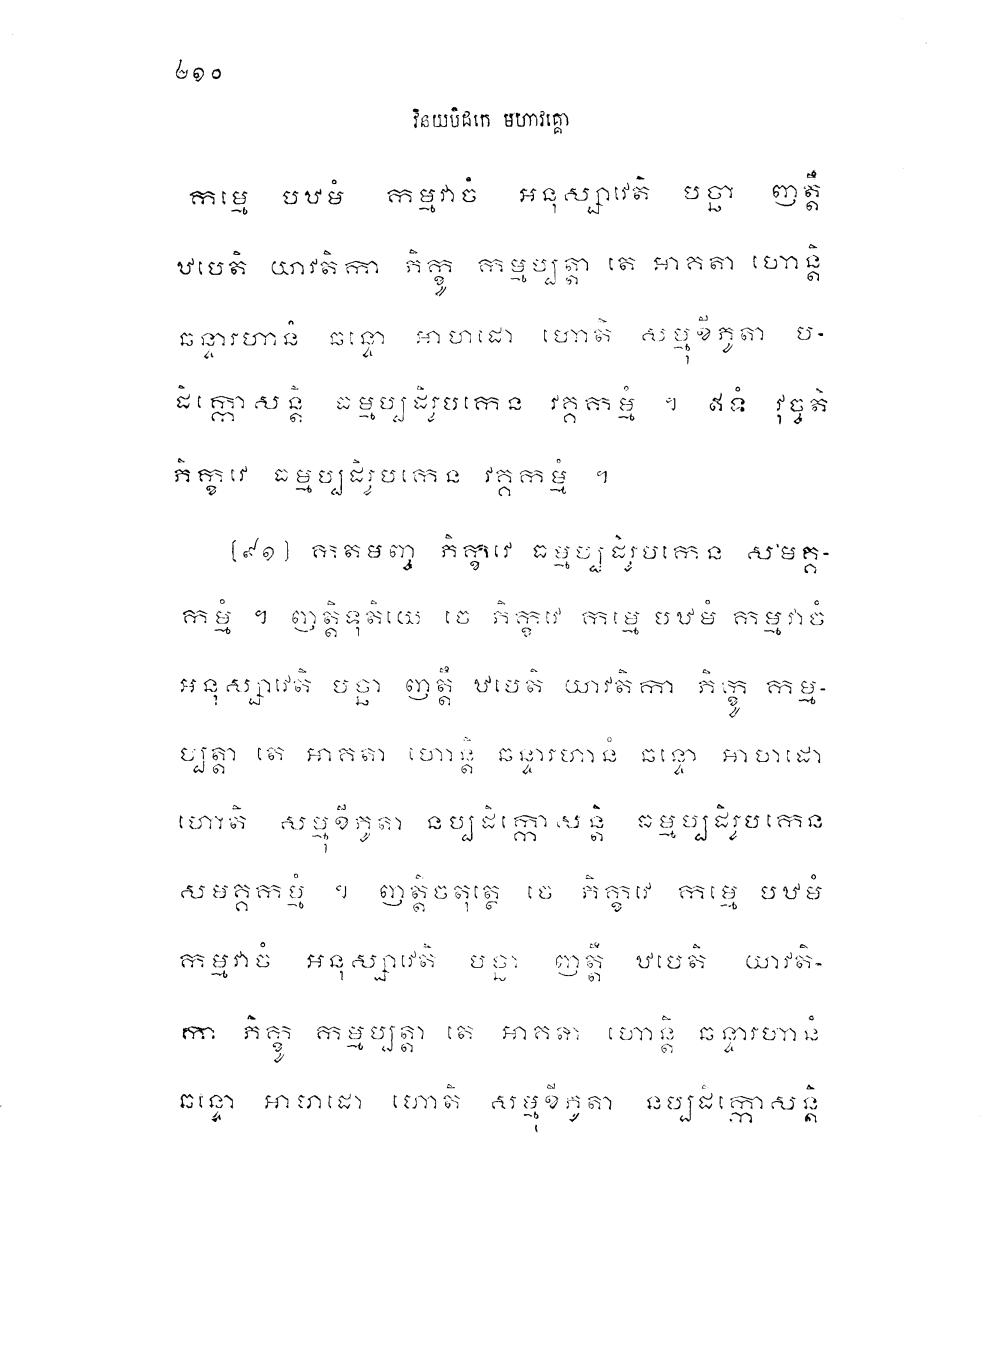 ២១០
វិនយបិដកេ មហាវគ្គោ
កម្មេ បឋមំ កម្មវាចំ អនុស្សាវេតិ បច្ឆា ញត្តឹ
ឋបេតិ យាវតិកា ភិក្ខូ កម្មប្បត្តា តេ អាគតា ហោន្តិ
ឆន្ទារហានំ ឆន្ទោ អាហដោ ហោតិ សម្មុខីភូតា ប-
ដិក្កោសន្តិ ធម្មប្បដិរូបកេន វគ្គកម្មំ ។ ឥទំ វុច្ចតិ
ភិក្ខវេ ធម្មប្បដិរូបកេន វគ្គកម្មំ ។
[៩១] កតមញ្ច ភិក្ខវេ ធម្មប្បដិរូបកេន សមគ្គ-
កម្មំ ។ ញត្តិទុតិយេ ចេ ភិក្ខវេ កម្មេ បឋមំ កម្មវាចំ
អនុស្សាវេតិ បច្ឆា ញត្តឹ ឋបេតិ យាវតិកា ភិក្ខូ កម្ម-
ប្បត្តា តេ អាគតា ហោន្តិ ឆន្ទារហានំ ឆន្ទោ អាហដោ
ហោតិ សម្មុខីភូតា នប្បដិក្កោសន្តិ ធម្មប្បដិរូបកេន
សមគ្គកម្មំ ។ ញត្តិចតុត្ថេ ចេ ភិក្ខវេ កម្មេ បឋមំ
កម្មវាចំ អនុស្សាវេតិ បច្ឆា ញត្តឹ ឋបេតិ យាវតិ-
កា ភិក្ខូ កម្មប្បត្តា តេ អាគតា ហោន្តិ ឆន្ទារហានំ
ឆន្ទោ អាហដោ ហោតិ សម្មុខីភូតា នប្បដិក្កោសន្តិ